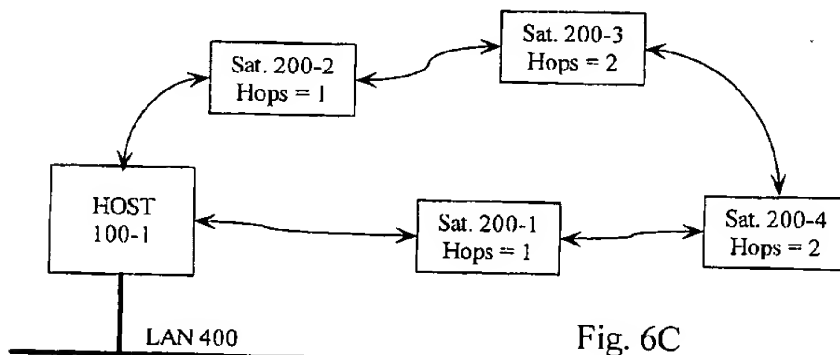 Sat. 200-2
Hops = 1
Sat. 200-3
Hops = 2
HOST
100-1
Sat. 200-1
Hops = 1
Sat. 200-4
Hops = 2
LAN 400
Fig. 6C